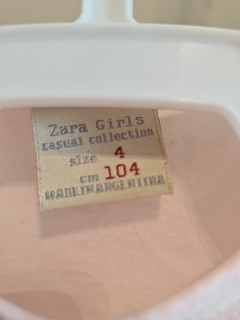 Zara Girls
casual collection
size 4
cm 104
MADE IN ARGENTINA